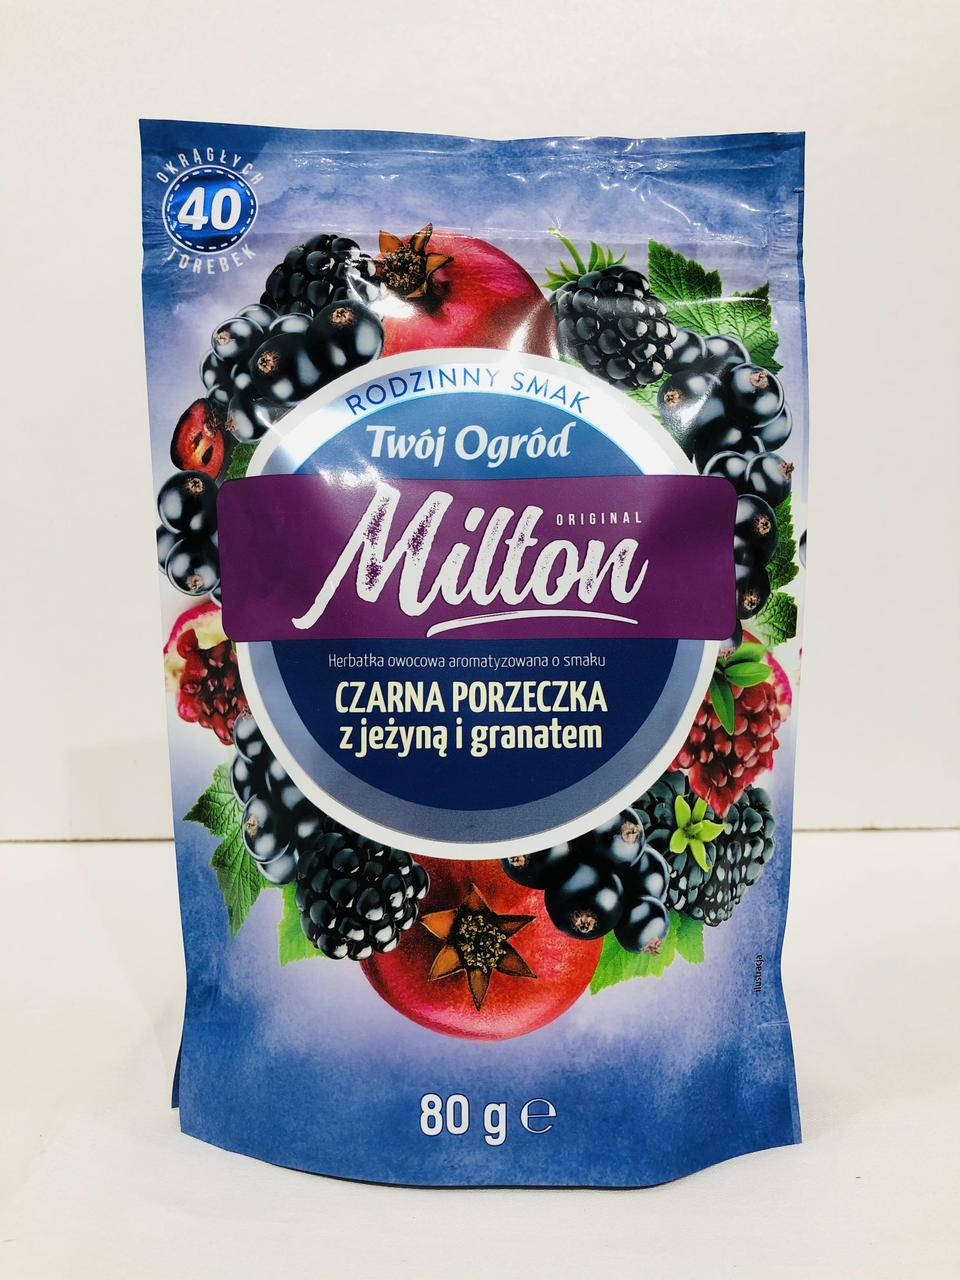 OKRĄGŁYCH
40
TOREBEK
RODZINNY SMAK
Twój Ogród
ORIGINAL
Milton
Herbatka owocowa aromatyzowana o smaku
CZARNA PORZECZKA
z jeżyną i granatem
ilustracja
80 g ℮